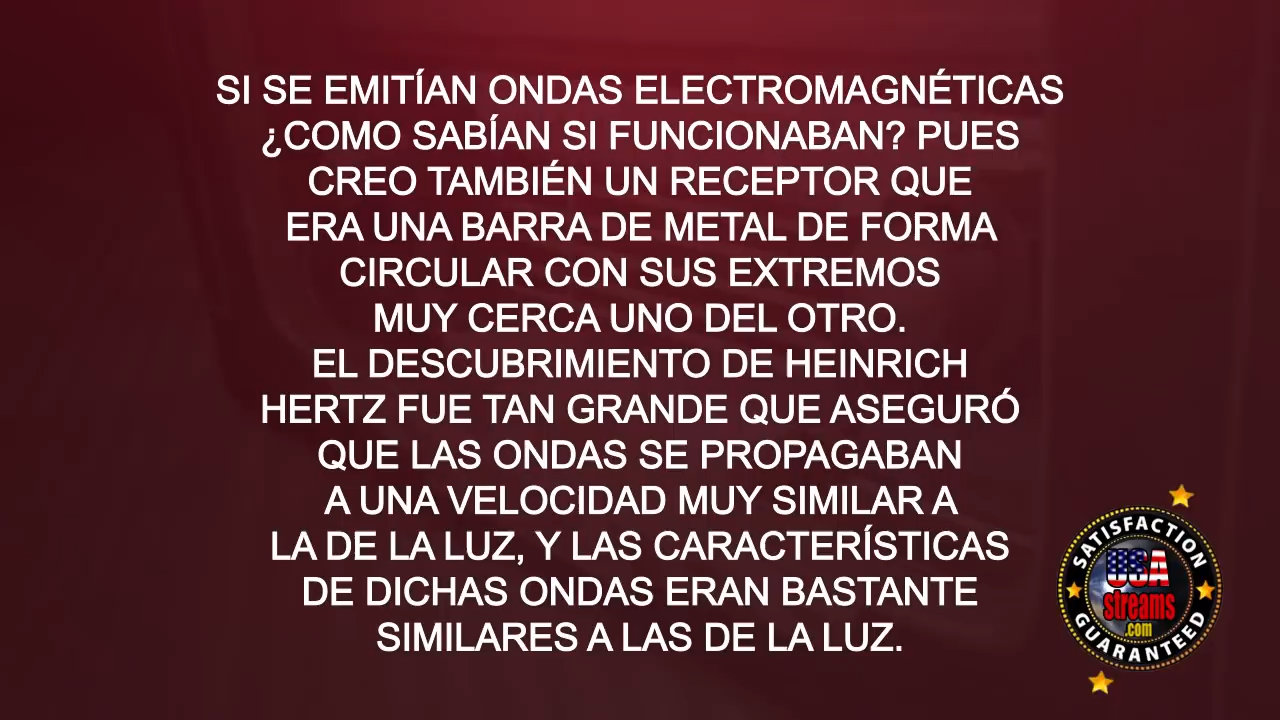 SI SE EMITÍAN ONDAS ELECTROMAGNÉTICAS
¿COMO SABÍAN SI FUNCIONABAN? PUES
CREO TAMBIÉN UN RECEPTOR QUE
ERA UNA BARRA DE METAL DE FORMA
CIRCULAR CON SUS EXTREMOS
MUY CERCA UNO DEL OTRO.
EL DESCUBRIMIENTO DE HEINRICH
HERTZ FUE TAN GRANDE QUE ASEGURÓ
QUE LAS ONDAS SE PROPAGABAN
A UNA VELOCIDAD MUY SIMILAR A
LA DE LA LUZ, Y LAS CARACTERÍSTICAS
DE DICHAS ONDAS ERAN BASTANTE
SIMILARES A LAS DE LA LUZ.
SATISFACTION
USA
streams
.com
GUARANTEED